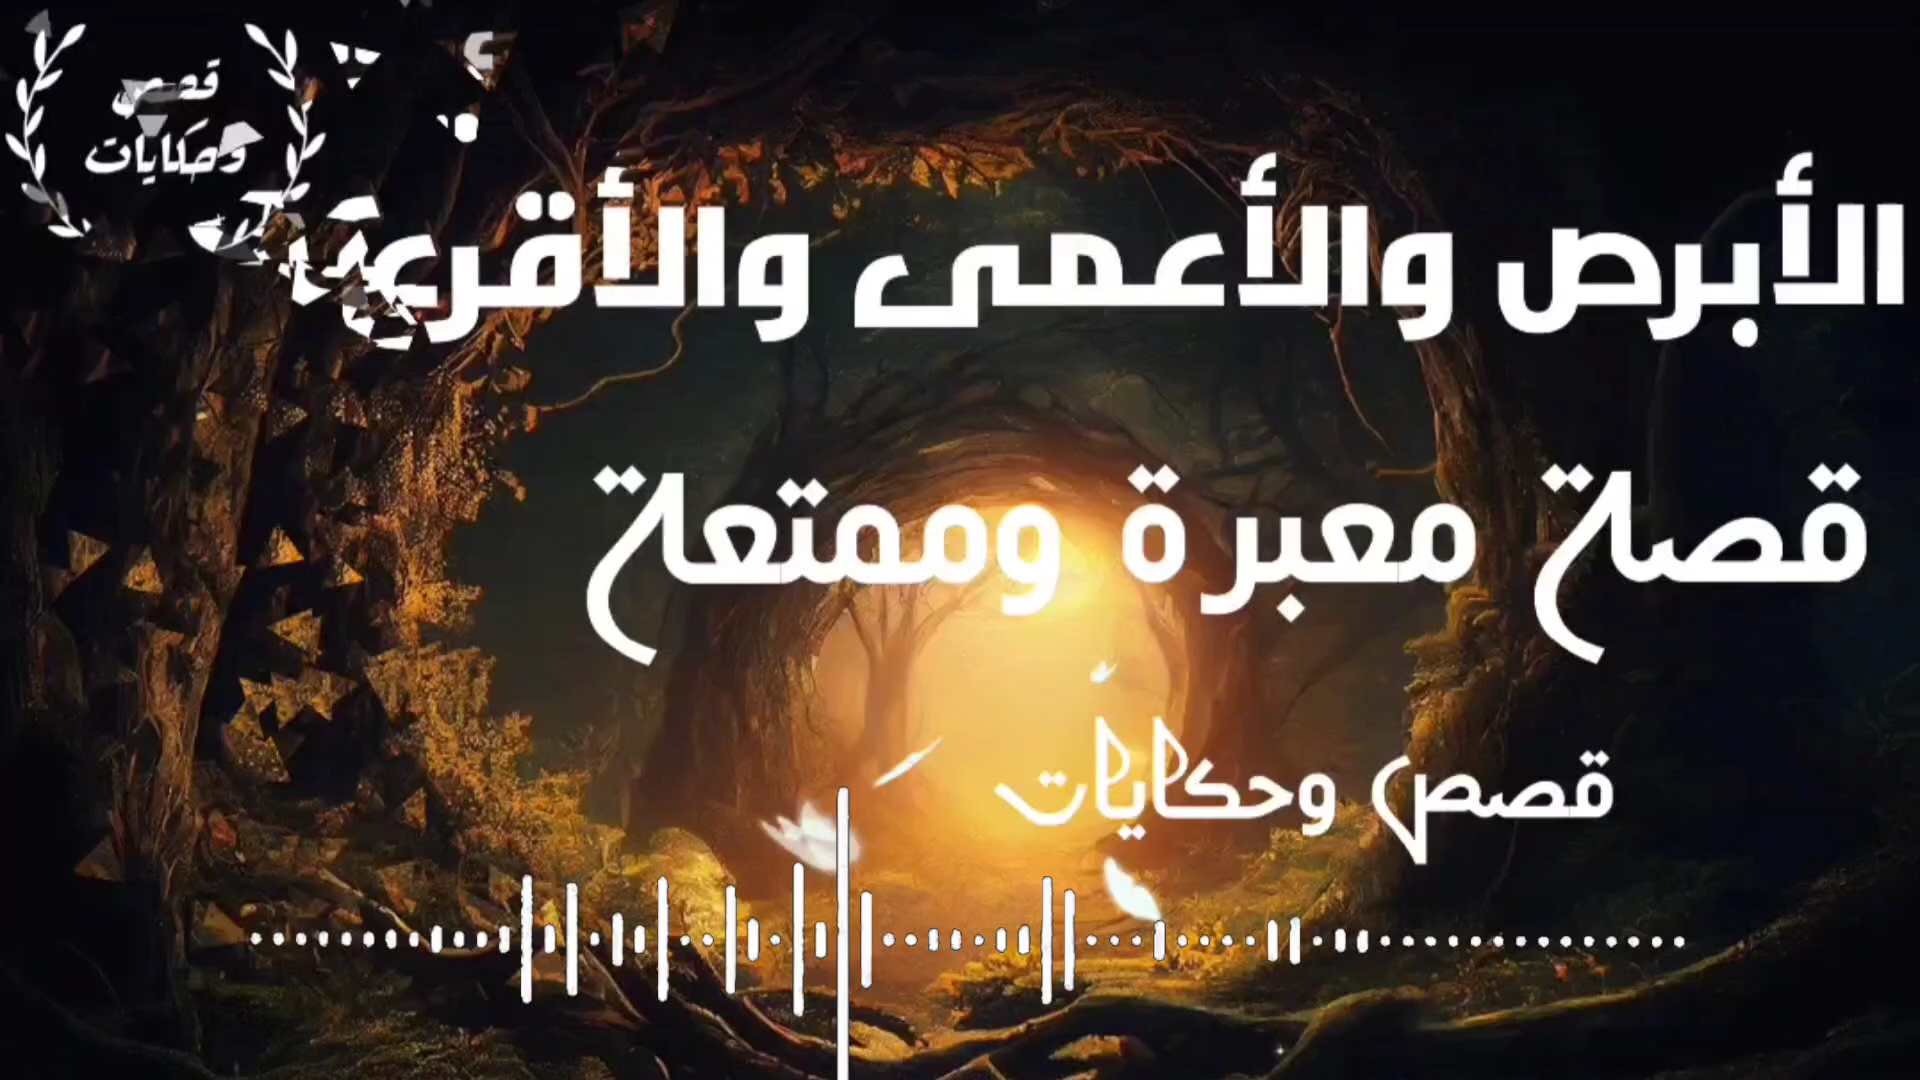 قصص
وحكايات
الأبرص والأعمى والأقرع
قصة معبرة وممتعة
قصص وحكايات